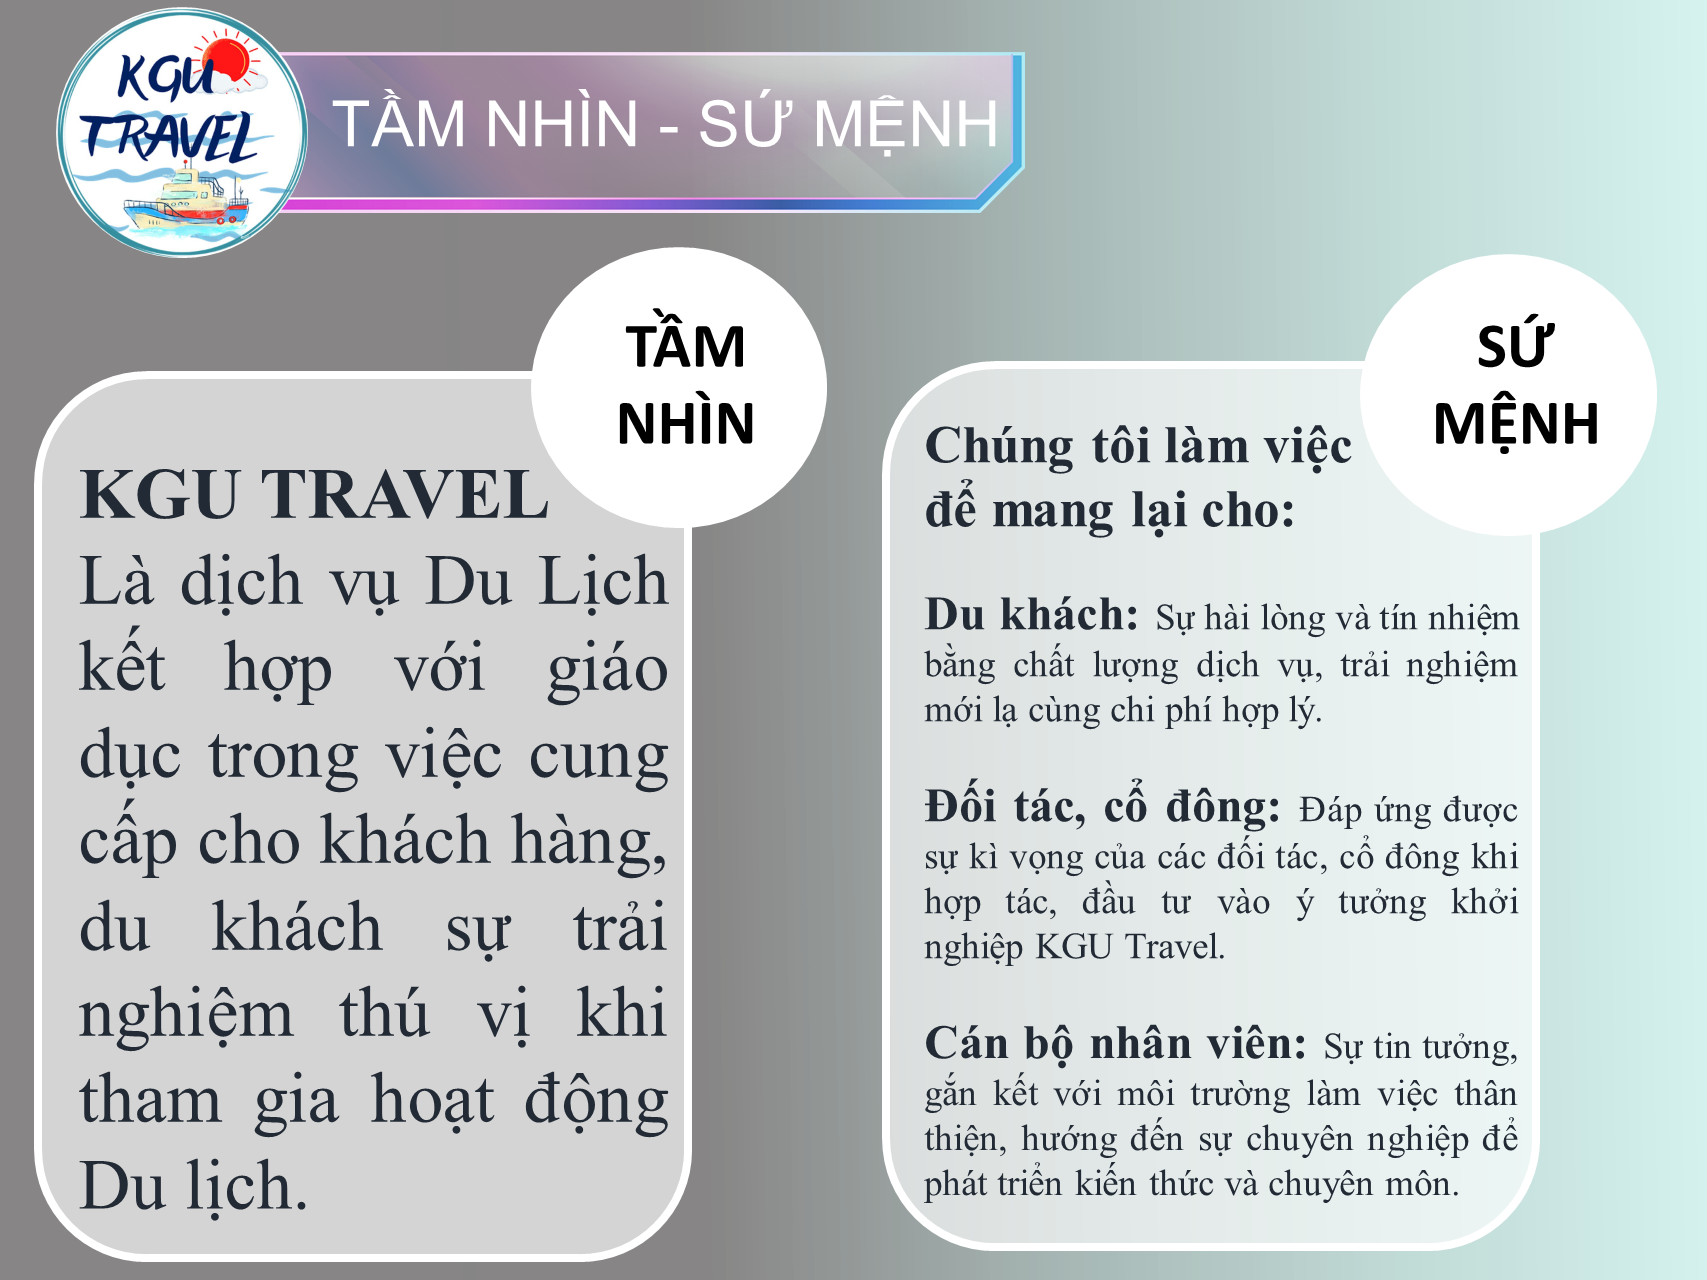 KGU
TRAVEL
TẦM NHÌN - SỨ MỆNH
TẦM
NHÌN
KGU TRAVEL
Là dịch vụ Du Lịch
kết hợp với giáo
dục trong việc cung
cấp cho khách hàng,
du khách sự trải
nghiệm thú vị khi
tham gia hoạt động
Du lịch.
SỨ
MỆNH
Chúng tôi làm việc
để mang lại cho:
Du khách: Sự hài lòng và tín nhiệm
bằng chất lượng dịch vụ, trải nghiệm
mới lạ cùng chi phí hợp lý.
Đối tác, cổ đông: Đáp ứng được
sự kì vọng của các đối tác, cổ đông khi
hợp tác, đầu tư vào ý tưởng khởi
nghiệp KGU Travel.
Cán bộ nhân viên: Sự tin tưởng,
gắn kết với môi trường làm việc thân
thiện, hướng đến sự chuyên nghiệp để
phát triển kiến thức và chuyên môn.